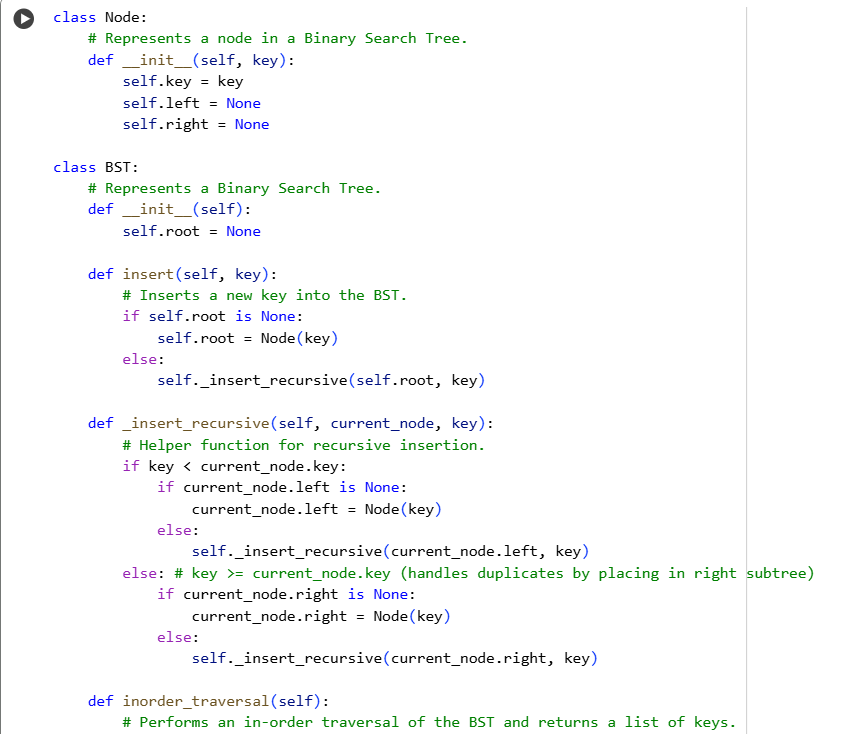 class Node:
    # Represents a node in a Binary Search Tree.
    def __init__(self, key):
        self.key = key
        self.left = None
        self.right = None

class BST:
    # Represents a Binary Search Tree.
    def __init__(self):
        self.root = None

    def insert(self, key):
        # Inserts a new key into the BST.
        if self.root is None:
            self.root = Node(key)
        else:
            self._insert_recursive(self.root, key)

    def _insert_recursive(self, current_node, key):
        # Helper function for recursive insertion.
        if key < current_node.key:
            if current_node.left is None:
                current_node.left = Node(key)
            else:
                self._insert_recursive(current_node.left, key)
        else: # key >= current_node.key (handles duplicates by placing in right subtree)
            if current_node.right is None:
                current_node.right = Node(key)
            else:
                self._insert_recursive(current_node.right, key)

    def inorder_traversal(self):
        # Performs an in-order traversal of the BST and returns a list of keys.